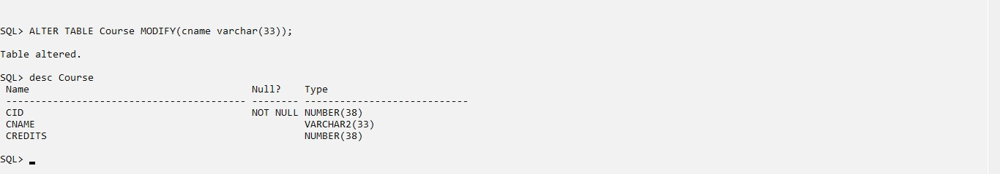 SQL> ALTER TABLE Course MODIFY(cname varchar(33));
Table altered.
SQL> desc Course
Name                                      Null?    Type
----------------------------------------- -------- ----------------------------
CID                                       NOT NULL NUMBER(38)
CNAME                                              VARCHAR2(33)
CREDITS                                            NUMBER(38)
SQL>